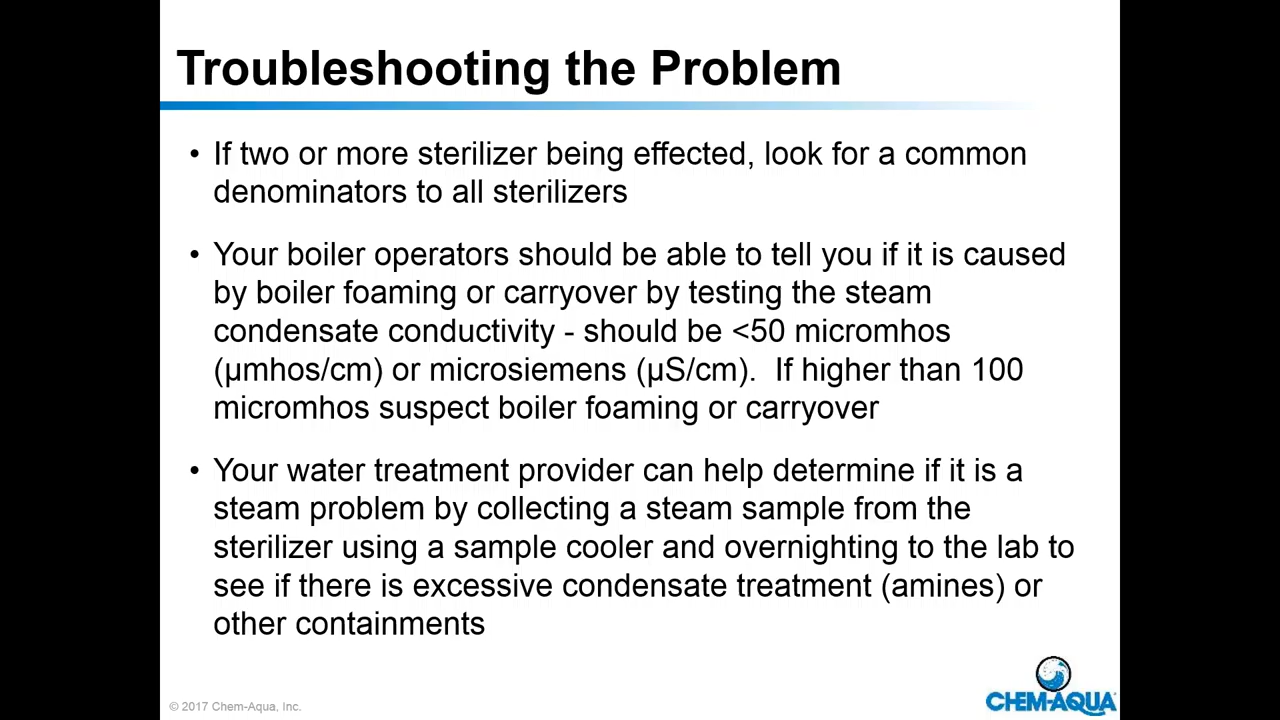 Troubleshooting the Problem
• If two or more sterilizer being effected, look for a common
denominators to all sterilizers
• Your boiler operators should be able to tell you if it is caused
by boiler foaming or carryover by testing the steam
condensate conductivity - should be <50 micromhos
(µmhos/cm) or microsiemens (µS/cm).  If higher than 100
micromhos suspect boiler foaming or carryover
• Your water treatment provider can help determine if it is a
steam problem by collecting a steam sample from the
sterilizer using a sample cooler and overnighting to the lab to
see if there is excessive condensate treatment (amines) or
other containments
© 2017 Chem-Aqua, Inc.
CHEM-AQUA